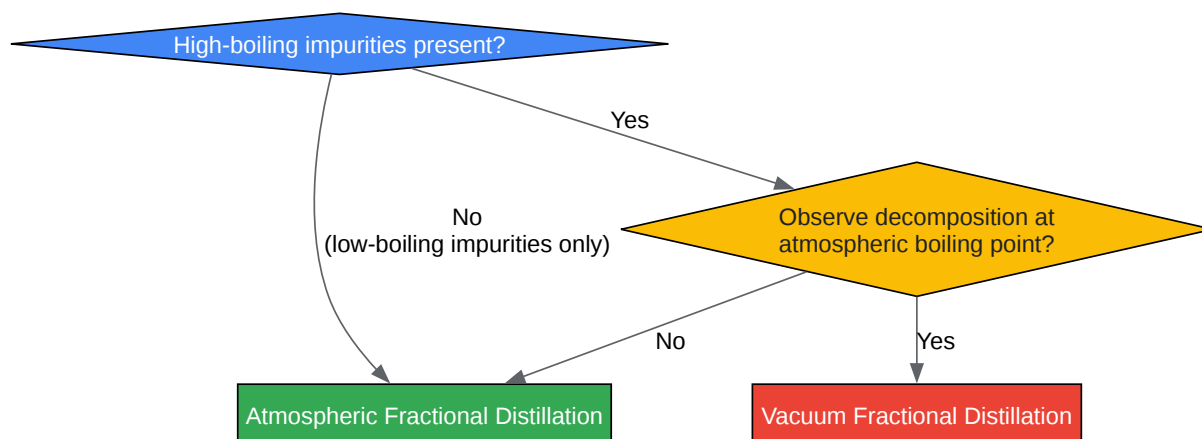 High-boiling impurities present?
Yes
No
(low-boiling impurities only)
Observe decomposition at
atmospheric boiling point?
No
Yes
Atmospheric Fractional Distillation
Vacuum Fractional Distillation